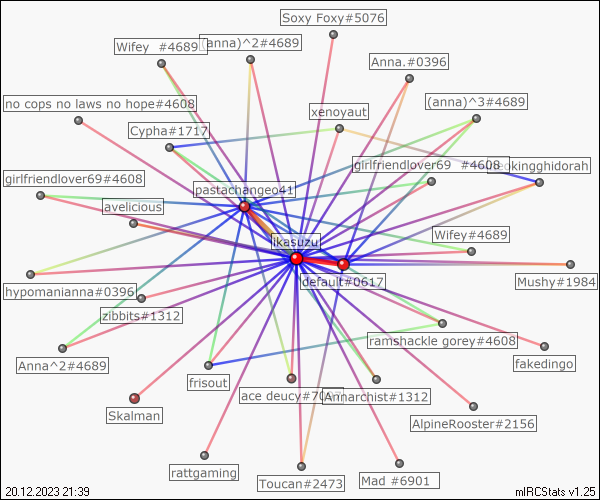 Soxy Foxy#5076
Wifey #4689
(anna)^2#4689
Anna.#0396
no cops no laws no hope#4608
(anna)^3#4689
xenoyaut
Cypha#1717
girlfriendlover69 #4608
girlfriendlover69#4608
pastachangeo41
avelicious
Wifey#4689
ikasuzu
default#0617
Mushy#1984
hypomanianna#0396
zibbits#1312
ramshackle gorey#4608
Anna^2#4689
fakedingo
frisout
ace deucy#7
Annarchist#1312
Skalman
AlpineRooster#2156
rattgaming
Toucan#2473
Mad #6901
20.12.2023 21:39
mIRCStats v1.25